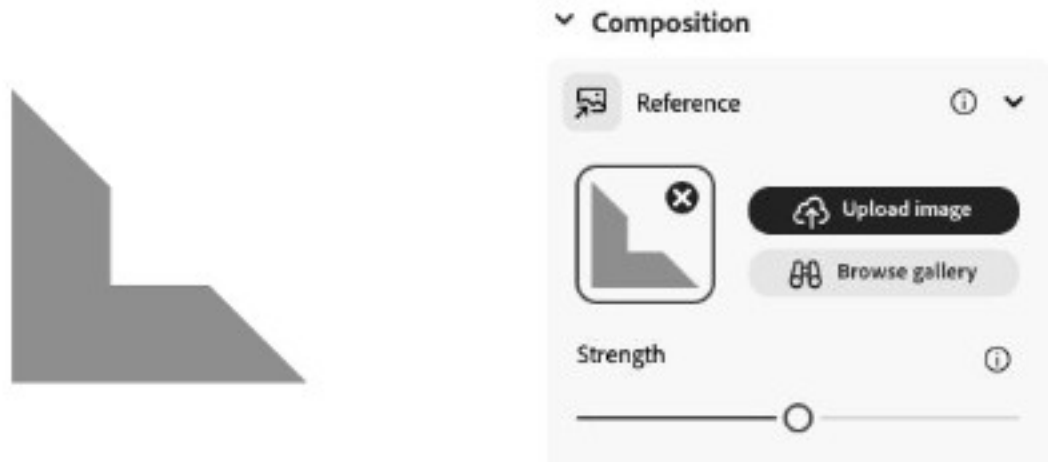 Composition
Reference
Upload image
Browse gallery
Strength